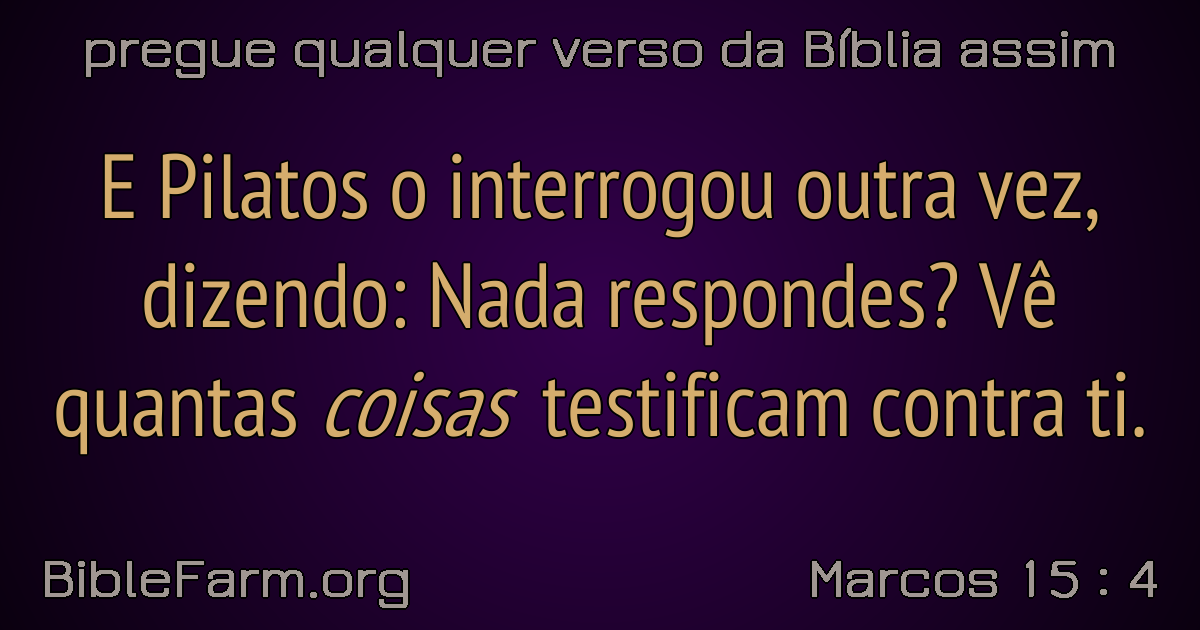 pregue qualquer verso da Bíblia assim
E Pilatos o interrogou outra vez,
dizendo: Nada respondes? Vê
quantas coisas testificam contra ti.
BibleFarm.org
Marcos 15 : 4